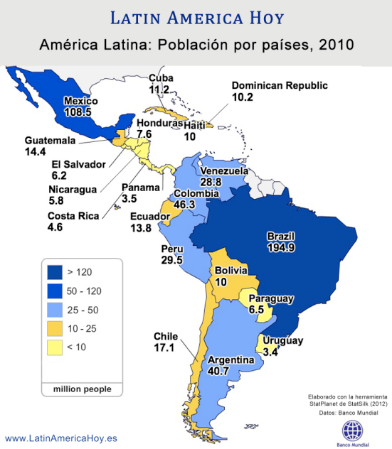 LATIN AMERICA HOY
América Latina: Población por países, 2010
Cuba
11.2
Dominican Republic
10.2
Mexico
108.5
Honduras
7.6
Haiti
10
Guatemala
14.4
El Salvador
6.2
Nicaragua
5.8
Costa Rica
4.6
Panama
3.5
Venezuela
28.8
Colombia
46.3
Ecuador
13.8
Peru
29.5
Brazil
194.9
Bolivia
10
Paraguay
6.5
Uruguay
3.4
Chile
17.1
Argentina
40.7
> 120
50 - 120
25 - 50
10 - 25
< 10
million people
Elaborado con la herramienta
StatPlanet de StatSilk (2012)
Datos: Banco Mundial
www.LatinAmericaHoy.es
Banco Mundial